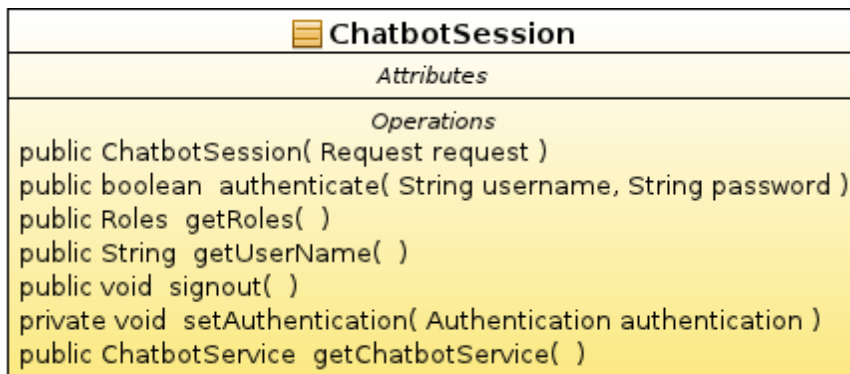 ChatbotSession
Attributes
Operations
public ChatbotSession( Request request )
public boolean  authenticate( String username, String password )
public Roles  getRoles(  )
public String  getUserName(  )
public void  signout(  )
private void  setAuthentication( Authentication authentication )
public ChatbotService  getChatbotService(  )